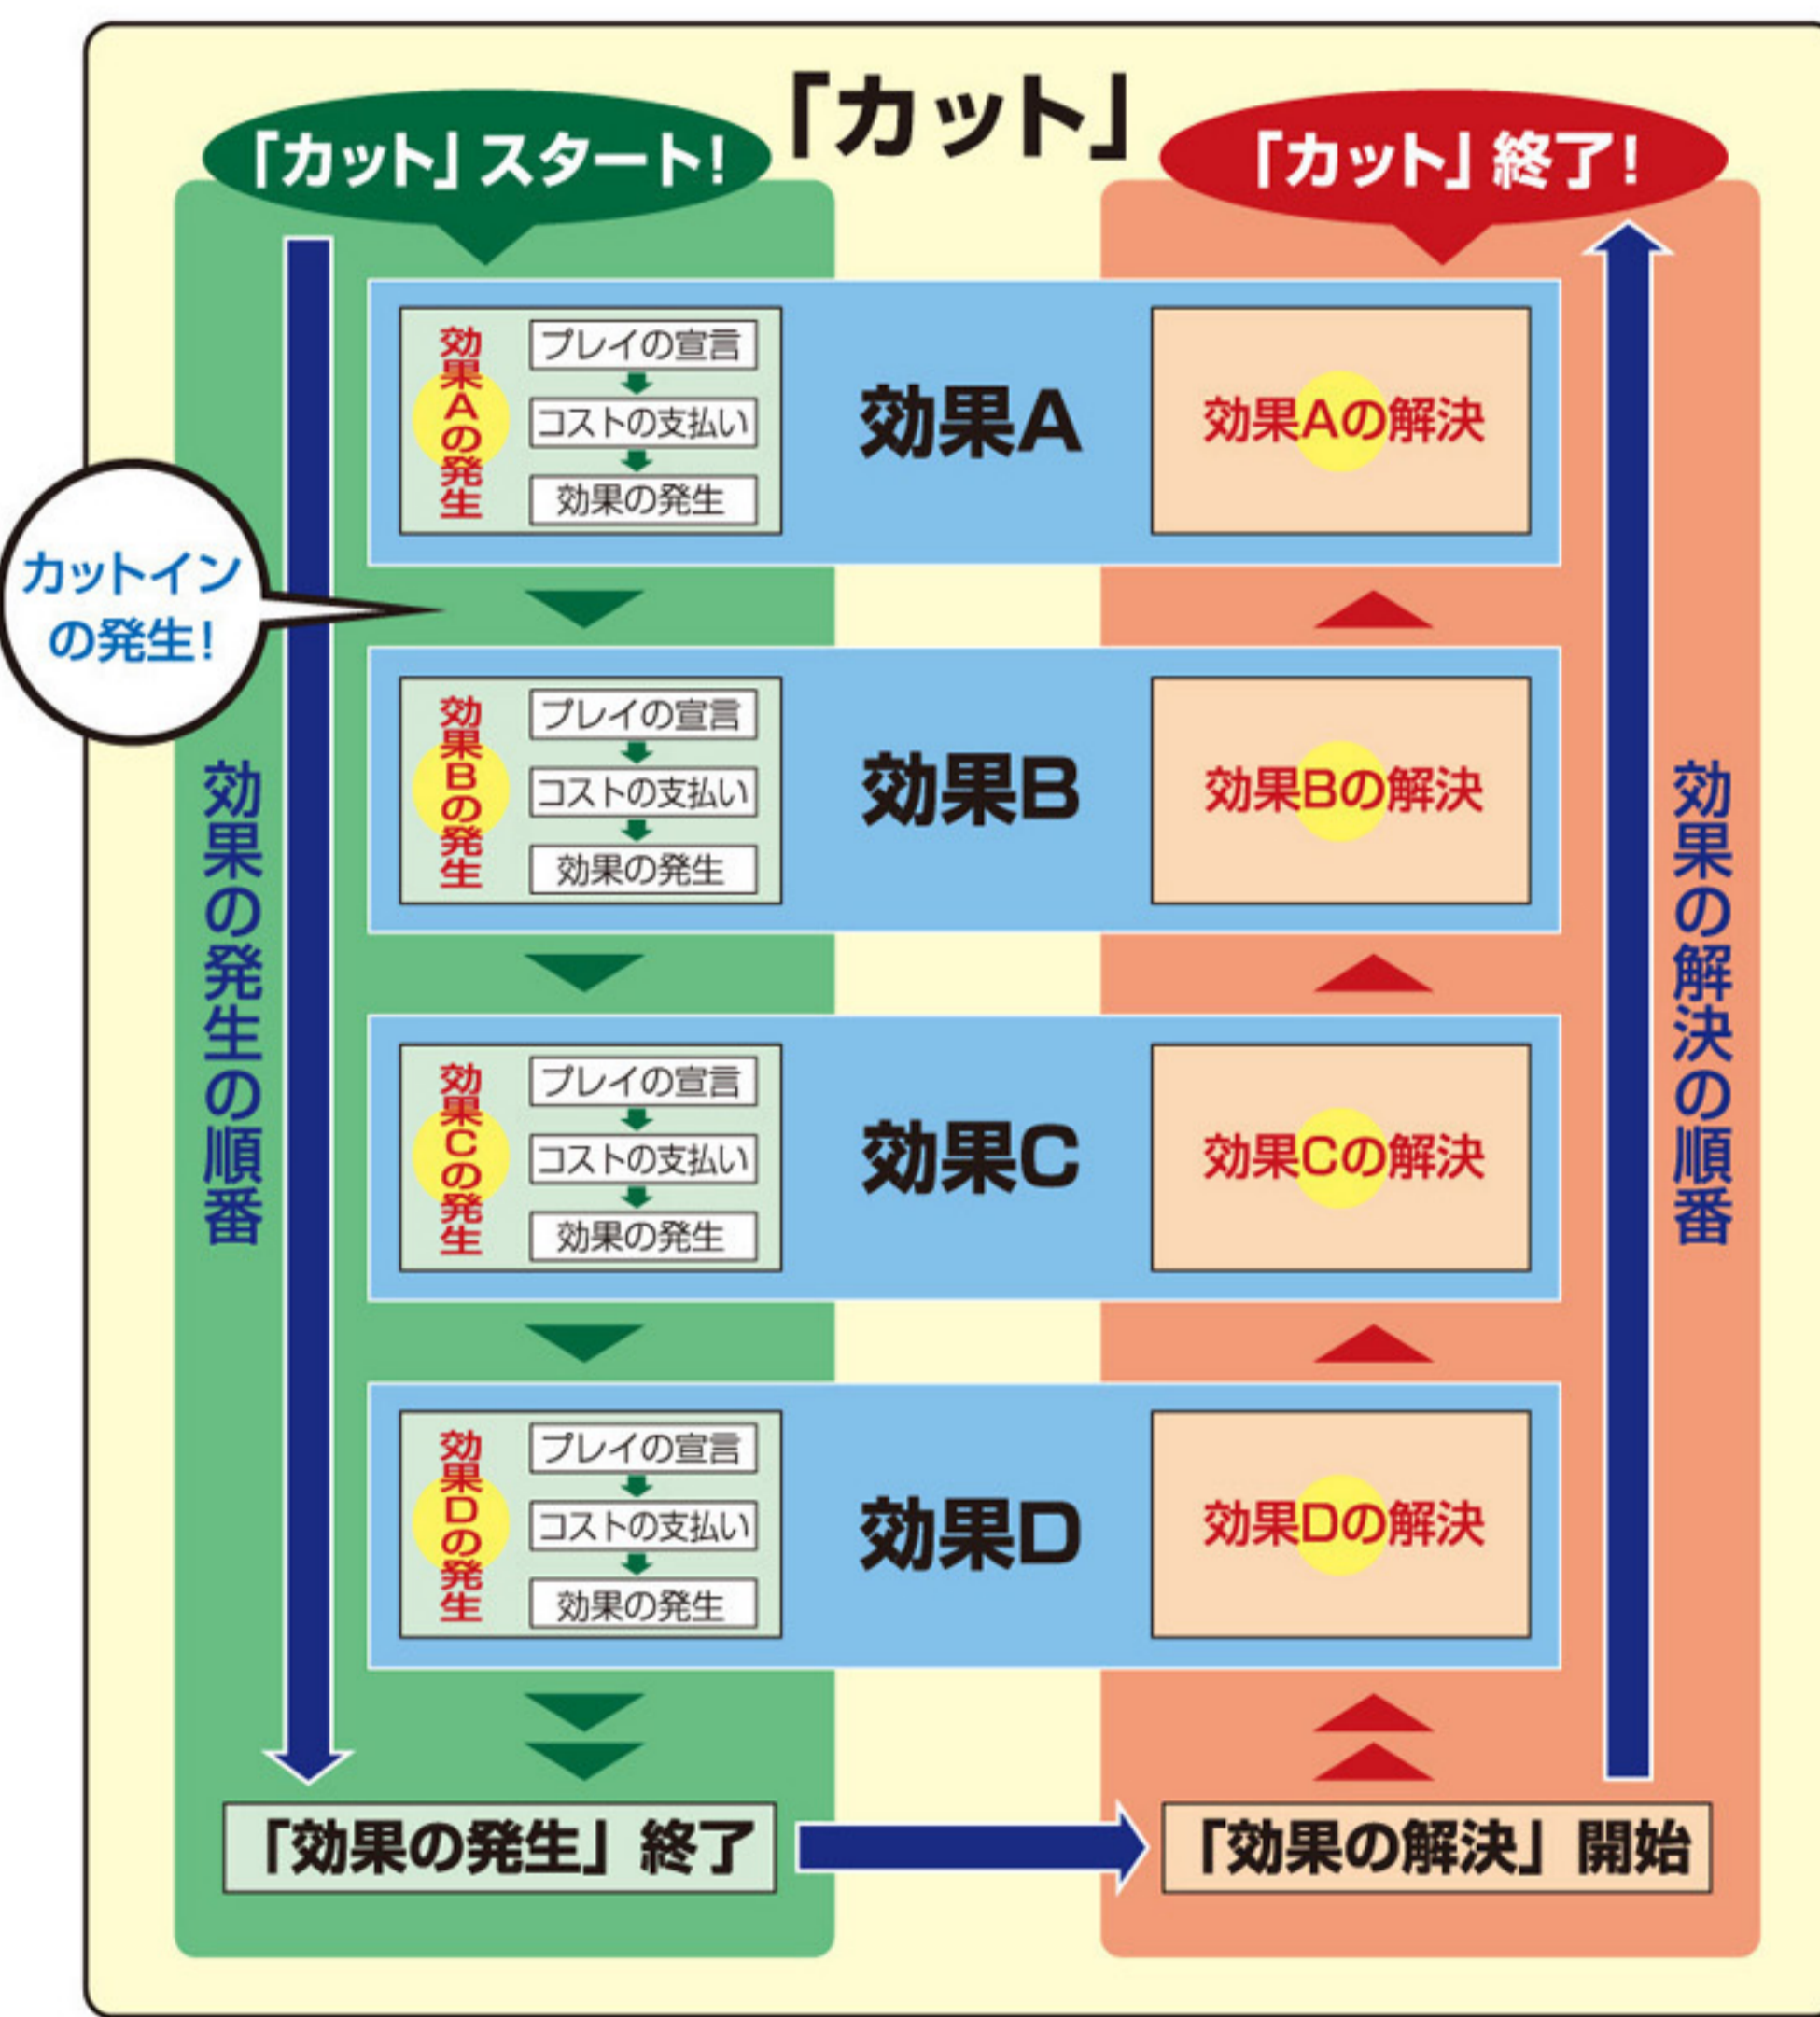 「カット」
「カット」スタート!
「カット」終了!
効果Aの発生
プレイの宣言
コストの支払い
効果の発生
効果A
効果Aの解決
カットイン
の発生!
効果Bの発生
プレイの宣言
コストの支払い
効果の発生
効果B
効果Bの解決
効果の発生の順番
効果の解決の順番
効果Cの発生
プレイの宣言
コストの支払い
効果の発生
効果C
効果Cの解決
効果Dの発生
プレイの宣言
コストの支払い
効果の発生
効果D
効果Dの解決
「効果の発生」終了
「効果の解決」開始